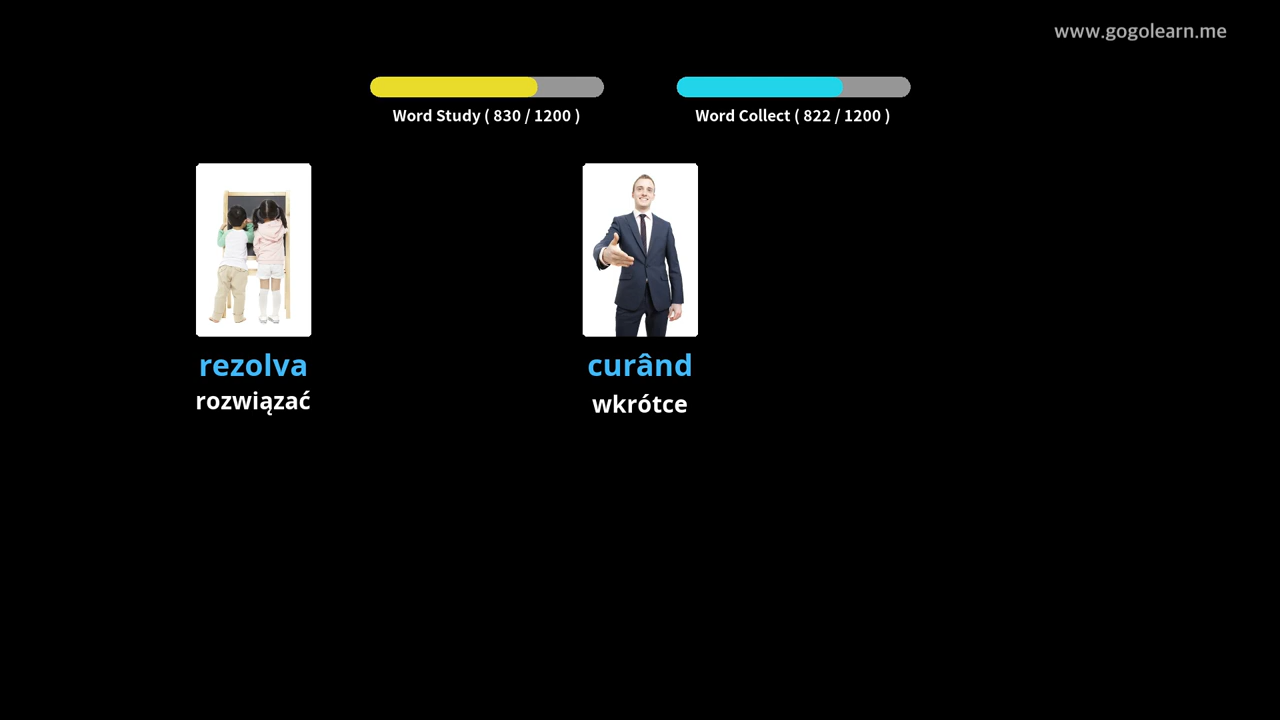 www.gogolearn.me
Word Study ( 830 / 1200 )
Word Collect ( 822 / 1200 )
rezolva
rozwiązać
curând
wkrótce